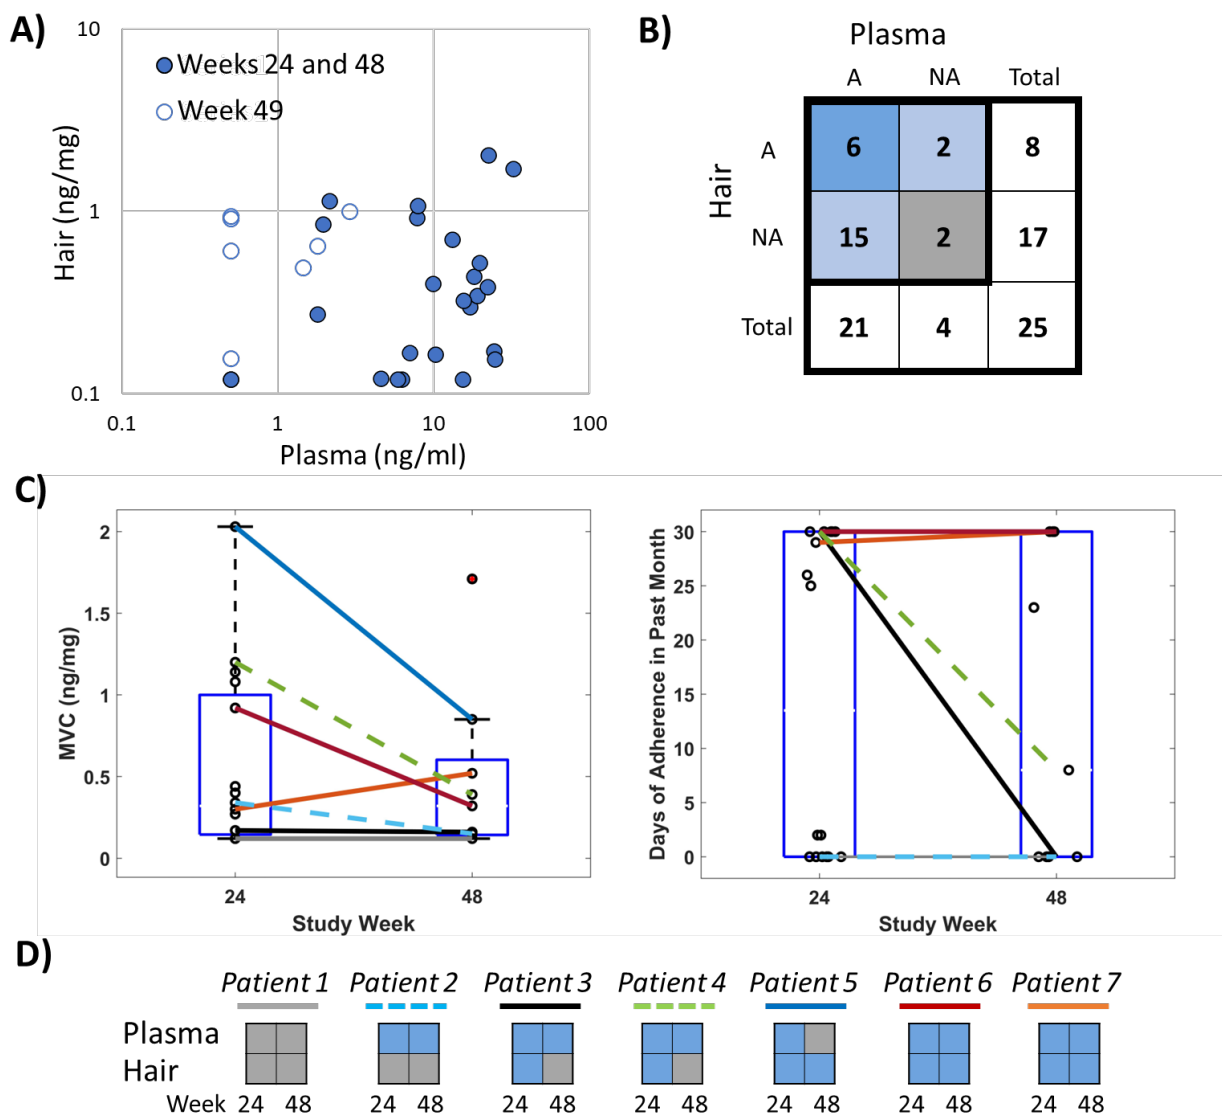 A)
10
1
0.1
Hair (ng/mg)
Weeks 24 and 48
Week 49
0.1 1 10 100
Plasma (ng/ml)
B)
Plasma
A NA Total
Hair
A 6 2 8
NA 15 2 17
Total 21 4 25
C)
MVC (ng/mg)
2
1.5
1
0.5
0
24 48
Study Week
Days of Adherence in Past Month
30
25
20
15
10
5
0
24 48
Study Week
D)
Patient 1 Patient 2 Patient 3 Patient 4 Patient 5 Patient 6 Patient 7
Plasma
Hair
Week 24 48 24 48 24 48 24 48 24 48 24 48 24 48